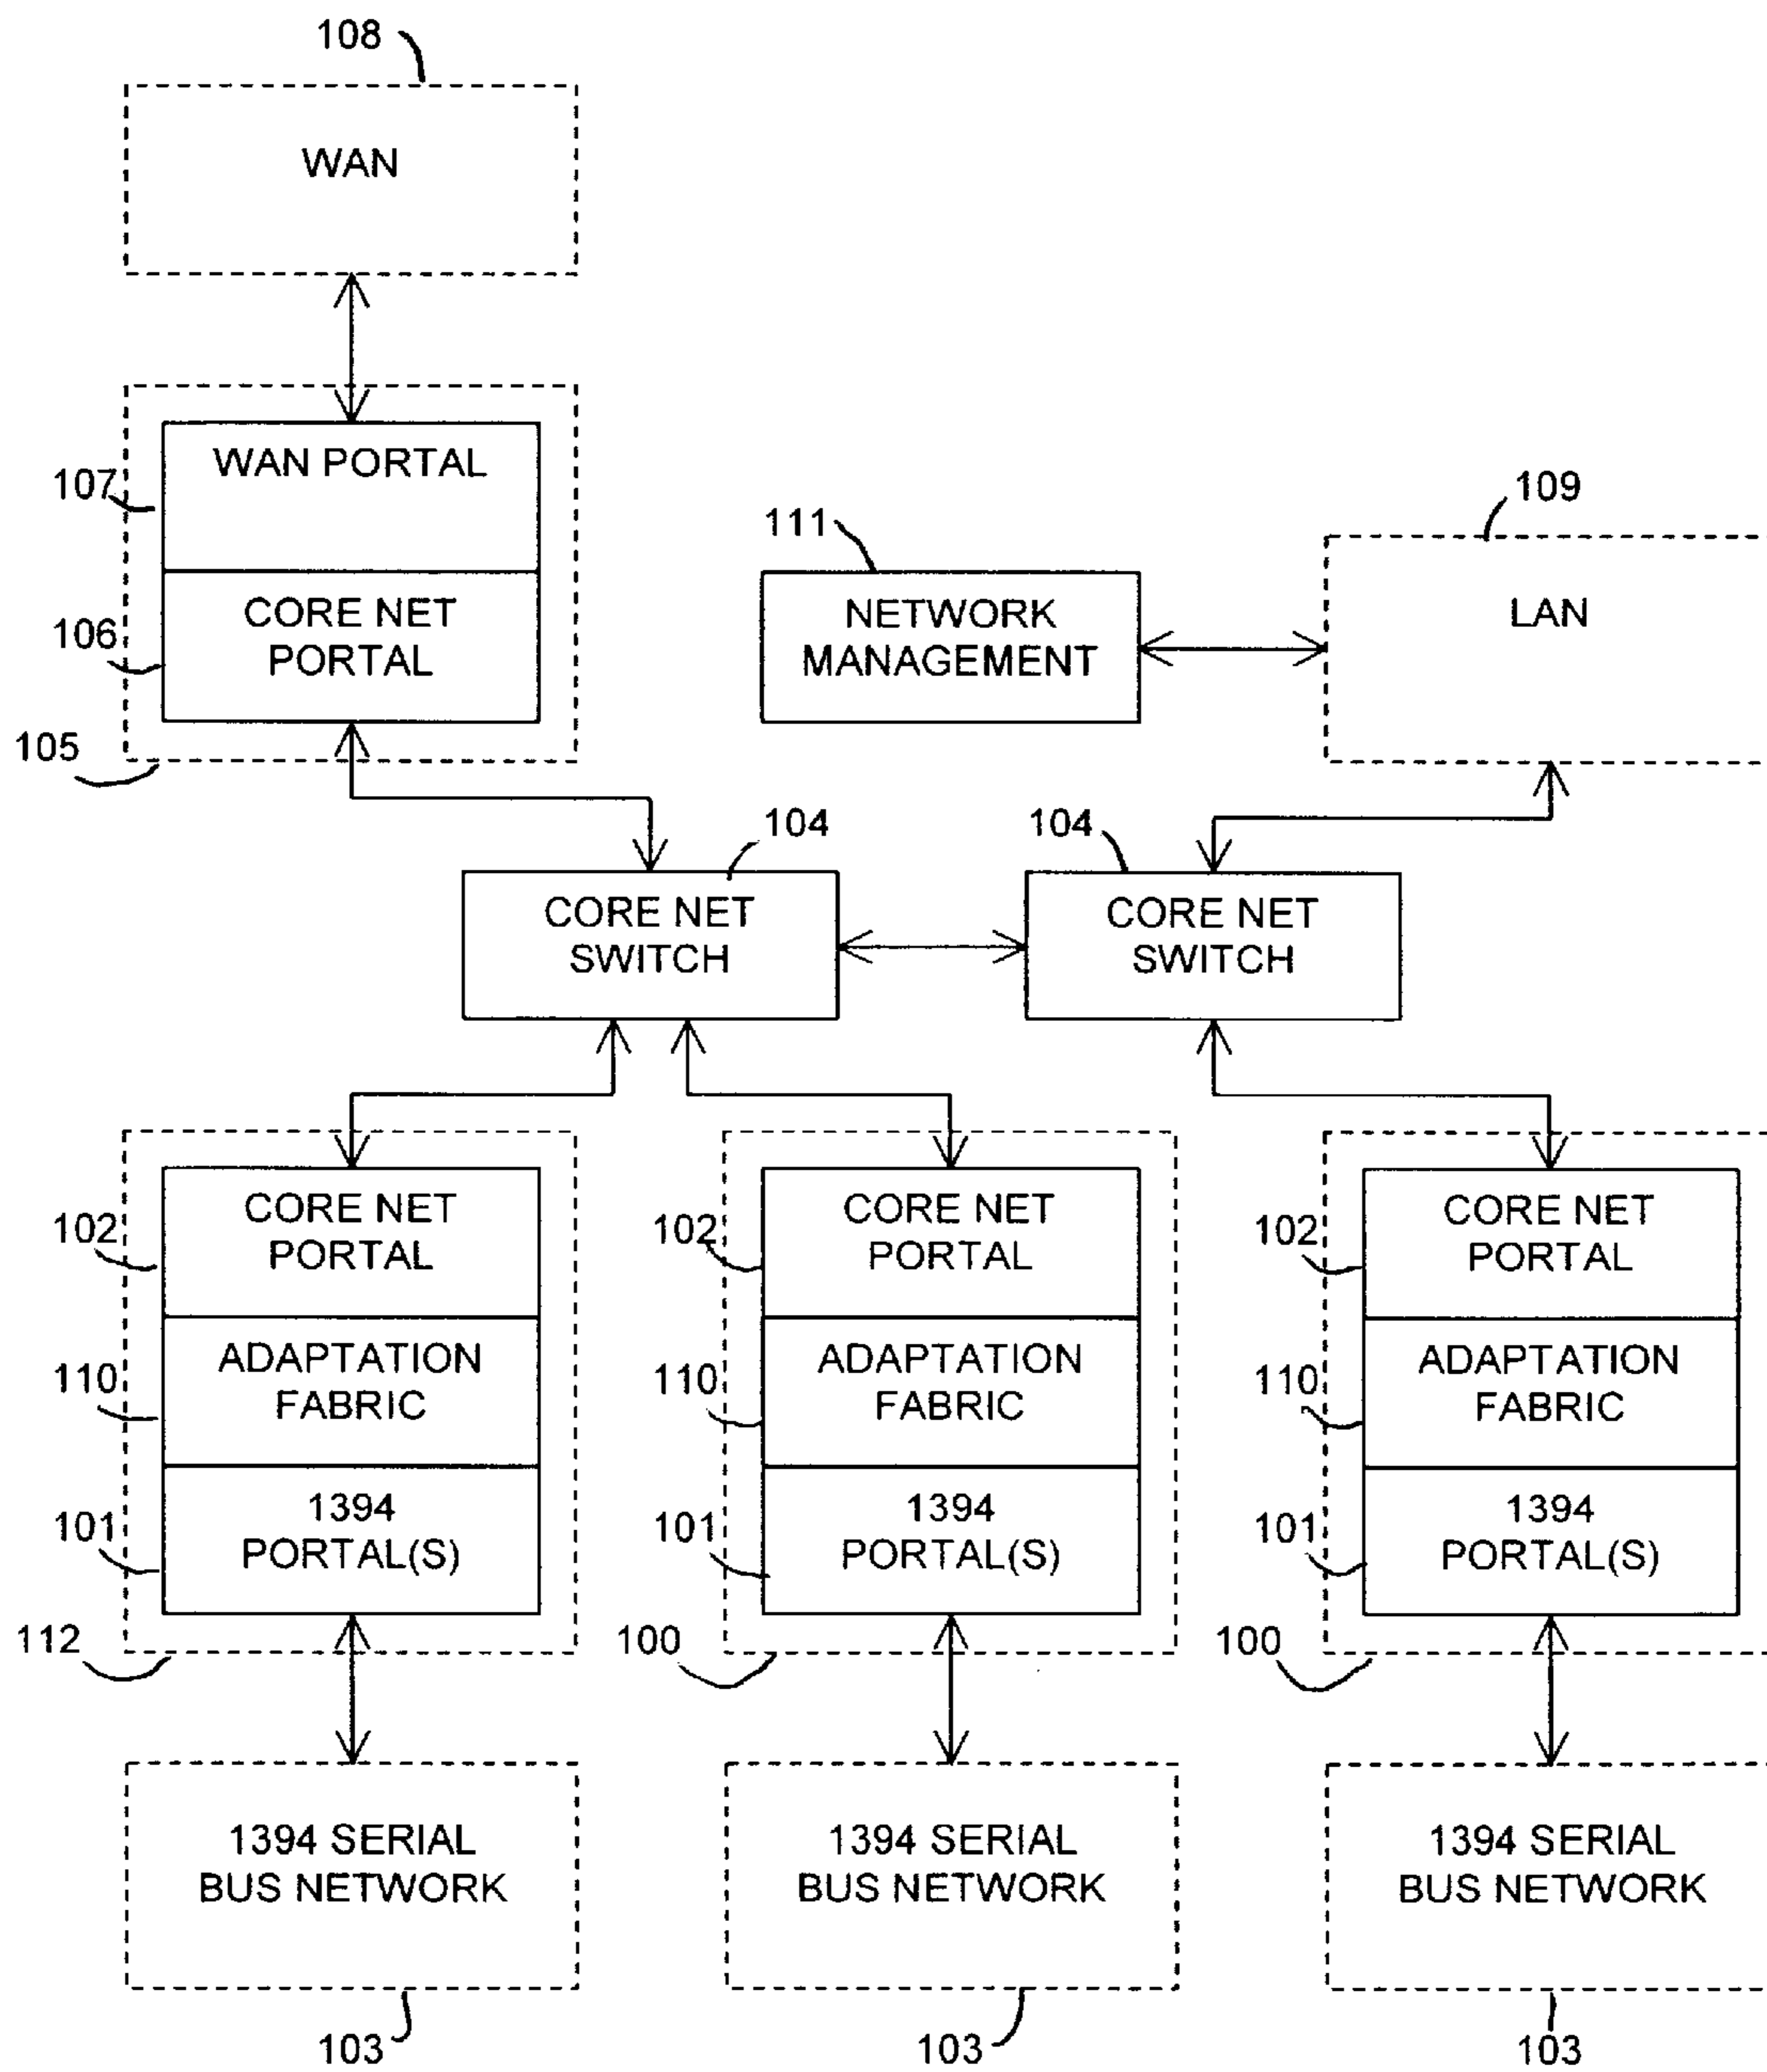 108
WAN
107
WAN PORTAL
106
CORE NET
PORTAL
105
111
NETWORK
MANAGEMENT
109
LAN
104
CORE NET
SWITCH
104
CORE NET
SWITCH
102
CORE NET
PORTAL
110
ADAPTATION
FABRIC
101
1394
PORTAL(S)
112
102
CORE NET
PORTAL
110
ADAPTATION
FABRIC
101
1394
PORTAL(S)
100
102
CORE NET
PORTAL
110
ADAPTATION
FABRIC
101
1394
PORTAL(S)
100
1394 SERIAL
BUS NETWORK
103
1394 SERIAL
BUS NETWORK
103
1394 SERIAL
BUS NETWORK
103